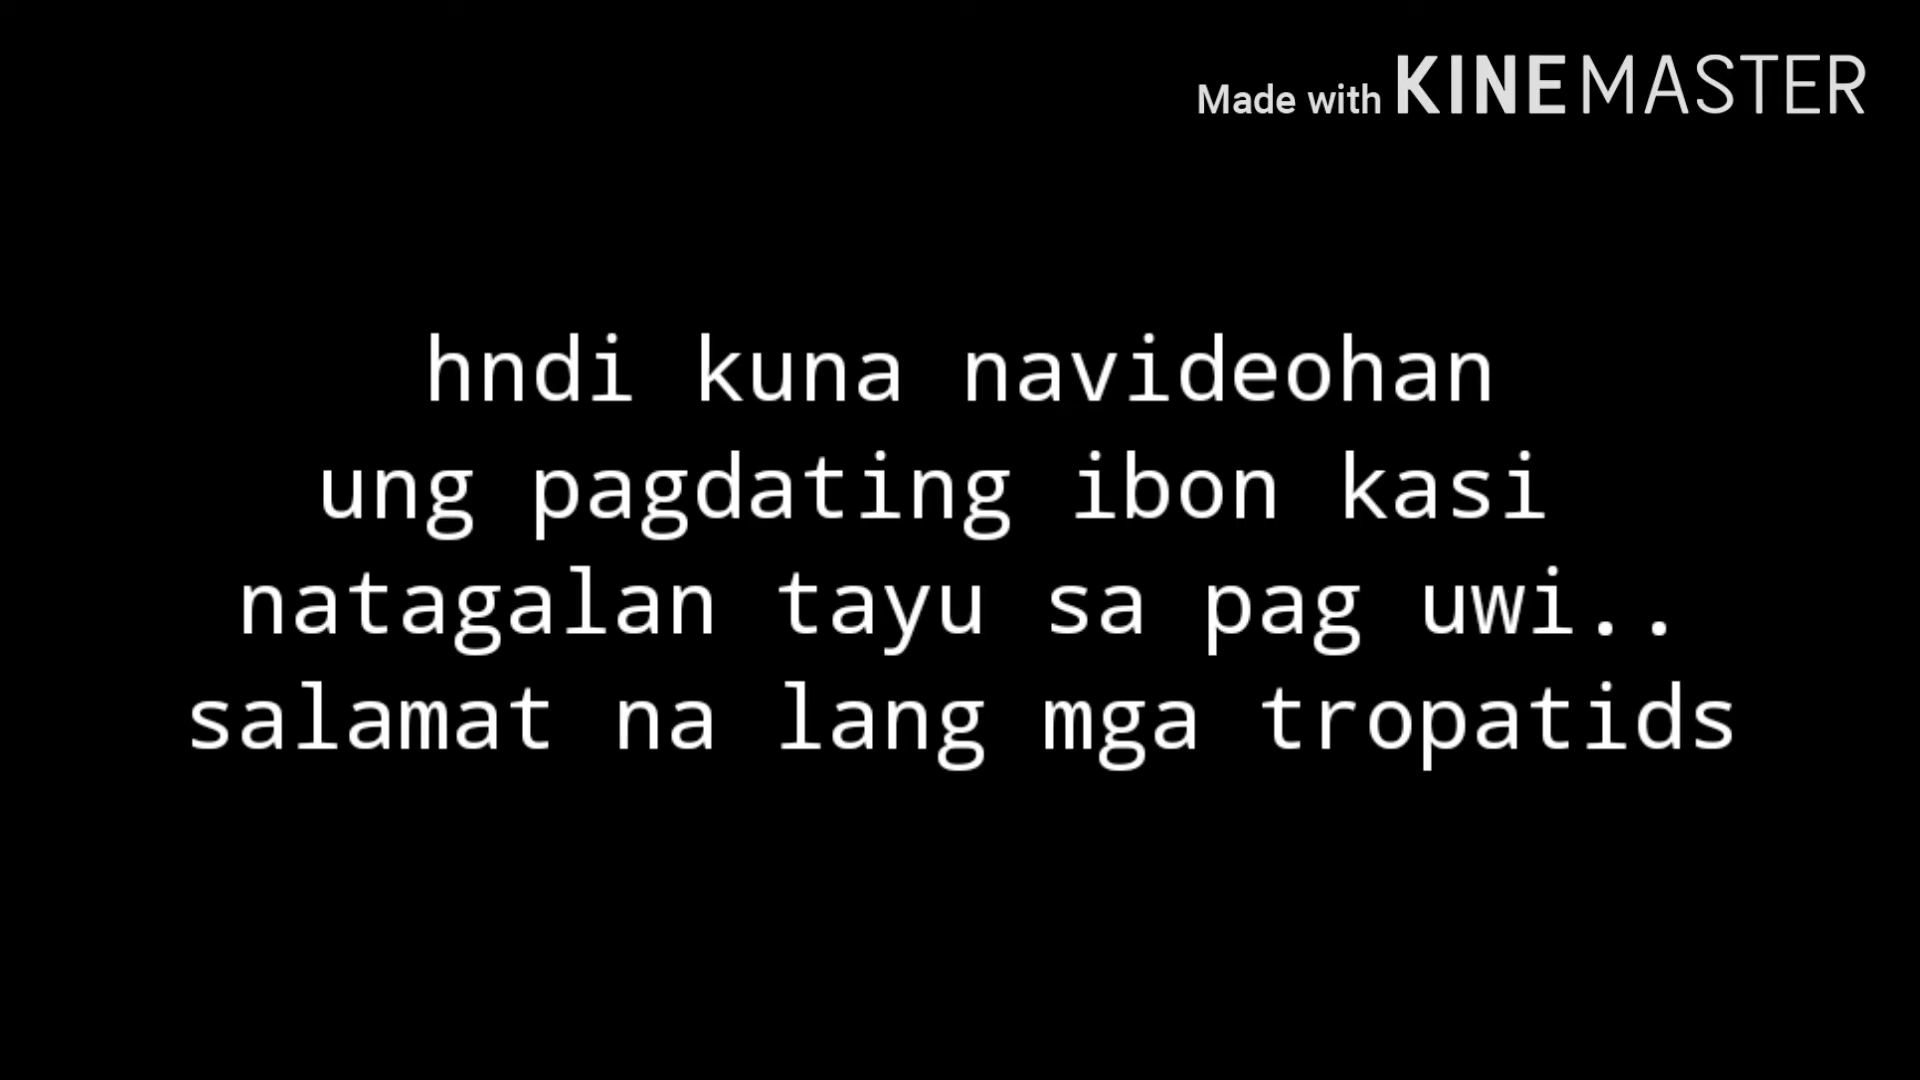 Made with KINEMASTER
hndi kuna navideohan
ung pagdating ibon kasi
natagalan tayu sa pag uwi..
salamat na lang mga tropatids